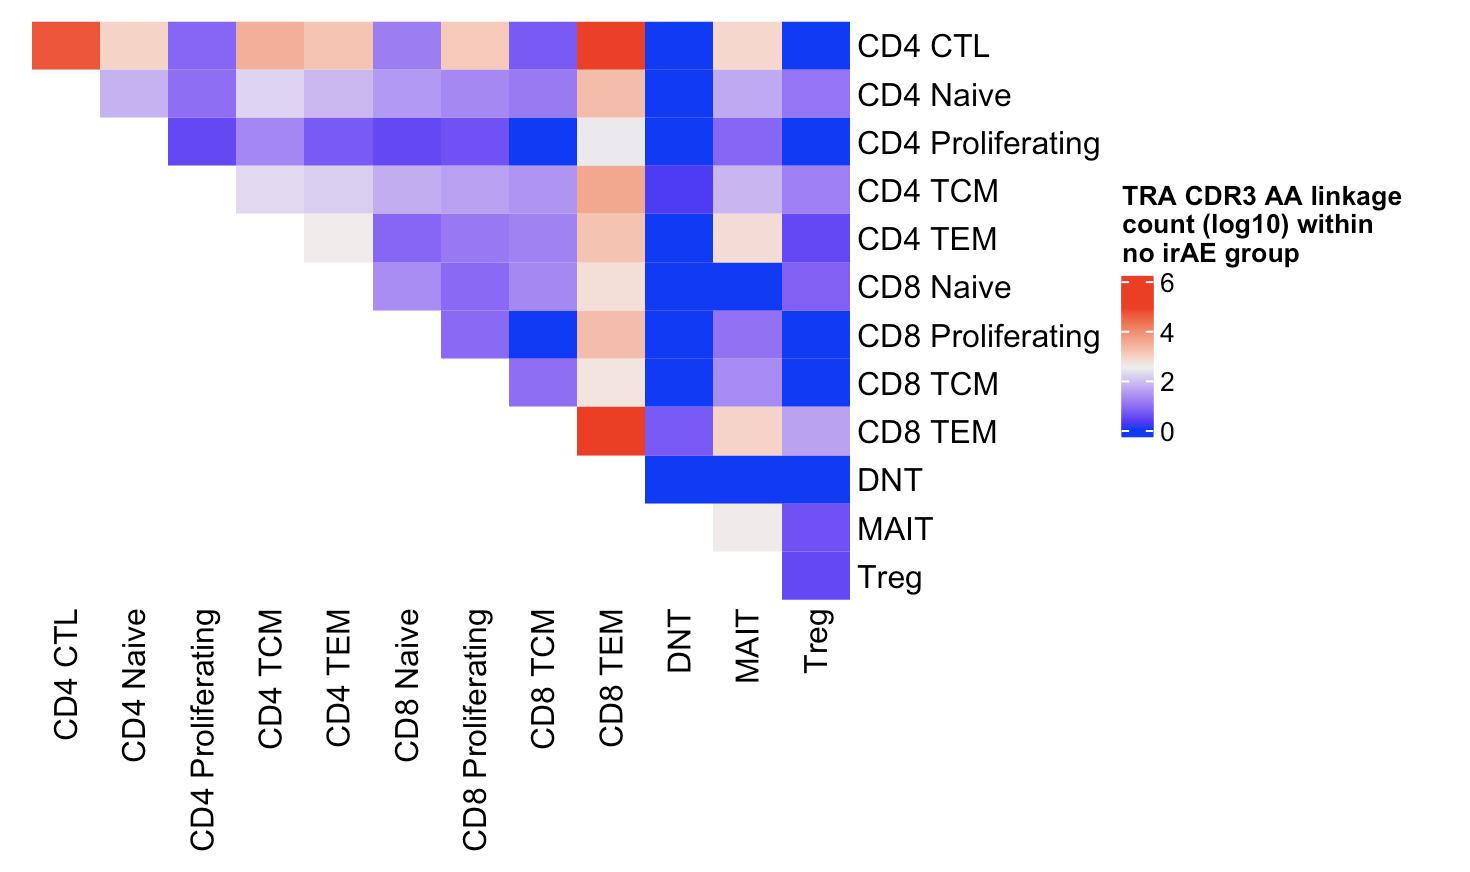 CD4 CTL
CD4 Naive
CD4 Proliferating
CD4 TCM
CD4 TEM
CD8 Naive
CD8 Proliferating
CD8 TCM
CD8 TEM
DNT
MAIT
Treg
TRA CDR3 AA linkage
count (log10) within
no irAE group
6
4
2
0
CD4 CTL
CD4 Naive
CD4 Proliferating
CD4 TCM
CD4 TEM
CD8 Naive
CD8 Proliferating
CD8 TCM
CD8 TEM
DNT
MAIT
Treg